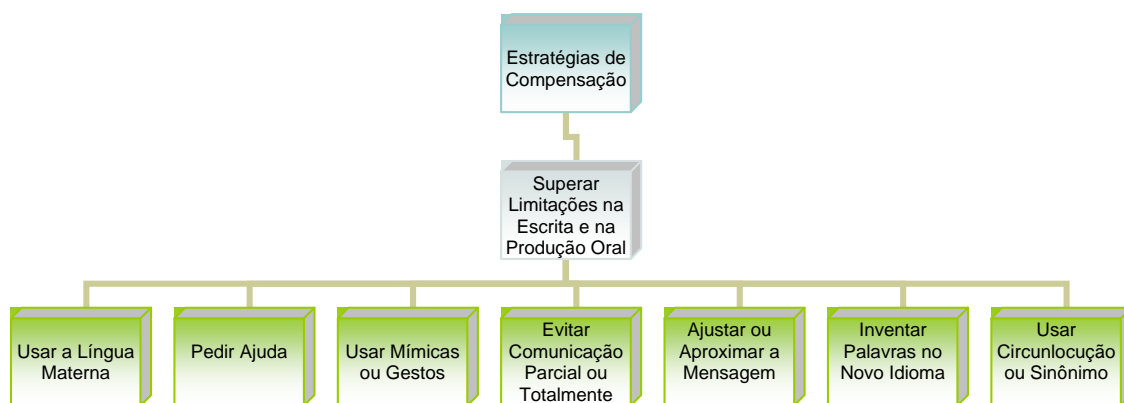 Estratégias de
Compensação
Superar
Limitações na
Escrita e na
Produção Oral
Usar a Língua
Materna
Pedir Ajuda
Usar Mímicas
ou Gestos
Evitar
Comunicação
Parcial ou
Totalmente
Ajustar ou
Aproximar a
Mensagem
Inventar
Palavras no
Novo Idioma
Usar
Circunlocução
ou Sinônimo